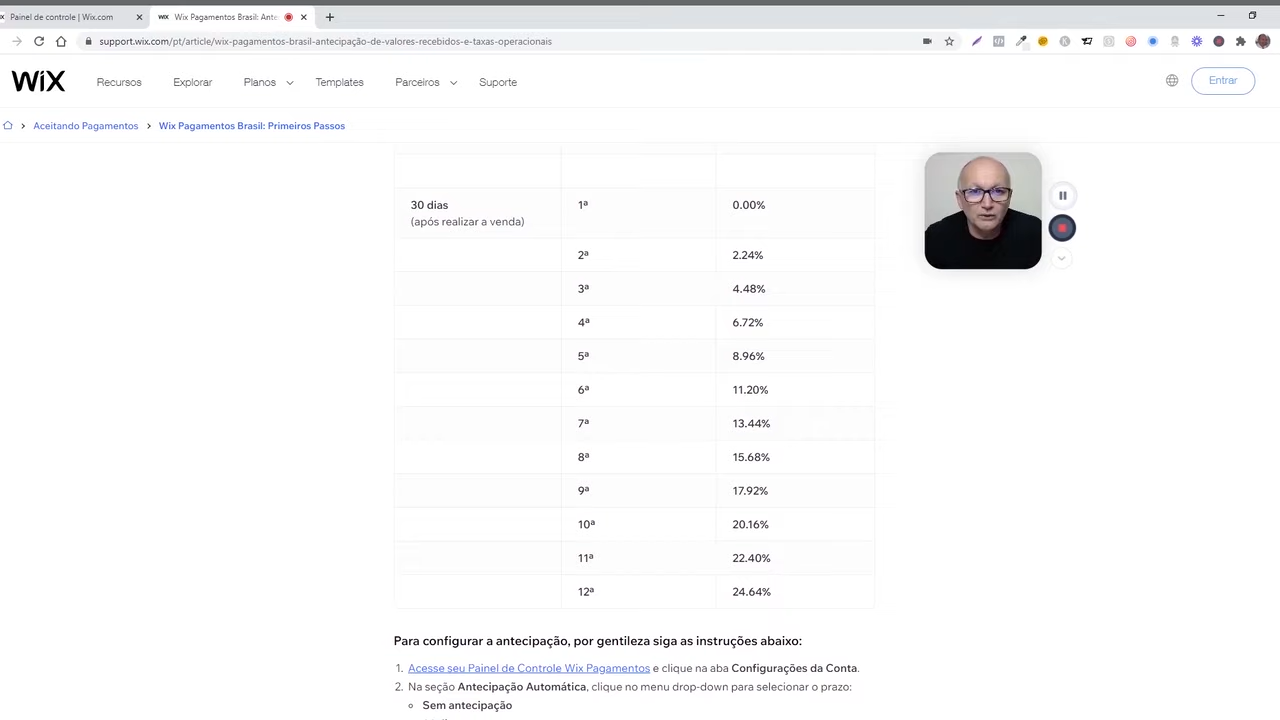 Painel de controle | Wix.com
WiX
Wix Pagamentos Brasil: Ante
support.wix.com/pt/article/wix-pagamentos-brasil-antecipação-de-valores-recebidos-e-taxas-operacionais
WiX
Recursos
Explorar
Planos
Templates
Parceiros
Suporte
Entrar
Aceitando Pagamentos
Wix Pagamentos Brasil: Primeiros Passos
30 dias
(após realizar a venda)
1ª
0.00%
2ª
2.24%
3ª
4.48%
4ª
6.72%
5ª
8.96%
6ª
11.20%
7ª
13.44%
8ª
15.68%
9ª
17.92%
10ª
20.16%
11ª
22.40%
12ª
24.64%
Para configurar a antecipação, por gentileza siga as instruções abaixo:
1. Acesse seu Painel de Controle Wix Pagamentos e clique na aba Configurações da Conta.
2. Na seção Antecipação Automática, clique no menu drop-down para selecionar o prazo:
Sem antecipação